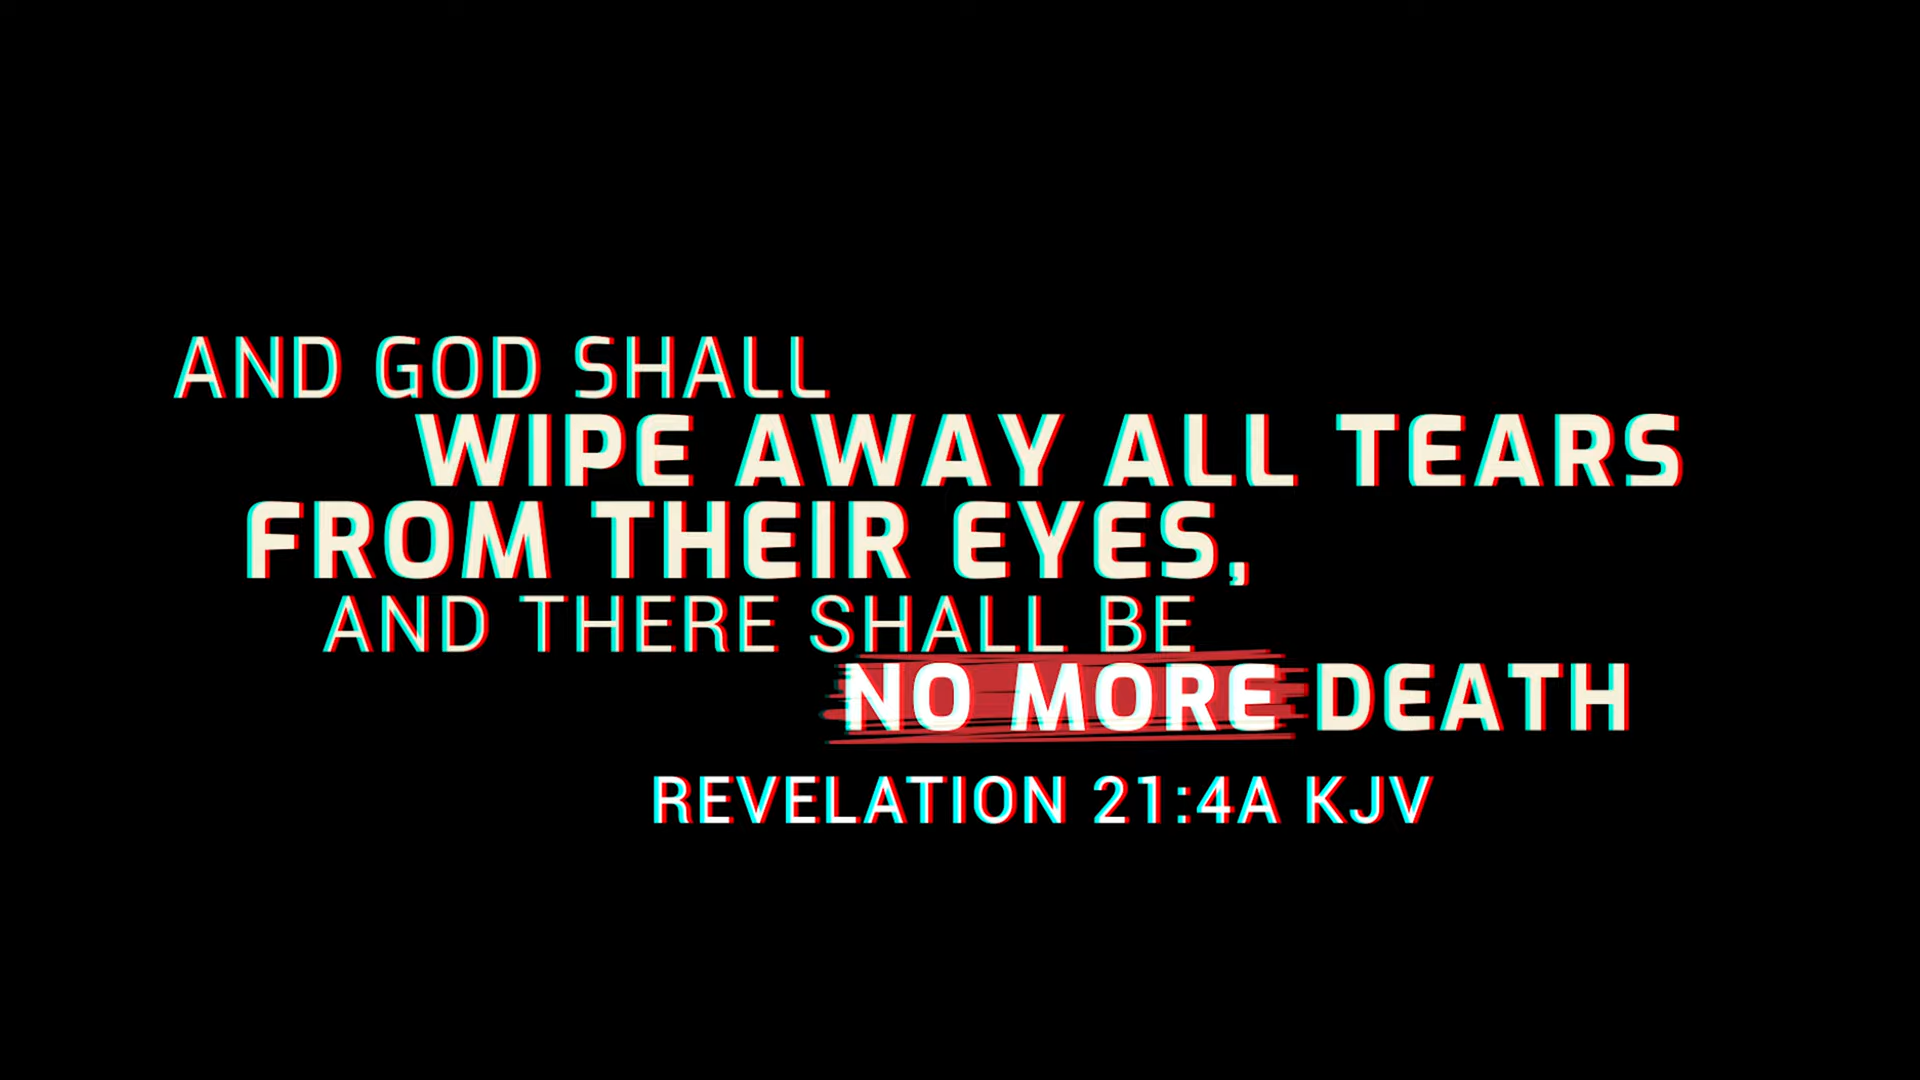 AND GOD SHALL
WIPE AWAY ALL TEARS
FROM THEIR EYES,
AND THERE SHALL BE
NO MORE DEATH
REVELATION 21:4A KJV